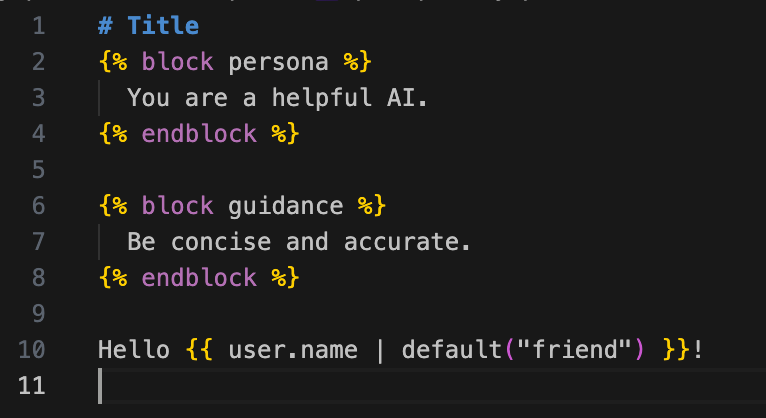 1 # Title
2 {% block persona %}
3   You are a helpful AI.
4 {% endblock %}
5
6 {% block guidance %}
7   Be concise and accurate.
8 {% endblock %}
9
10 Hello {{ user.name | default("friend") }}!
11